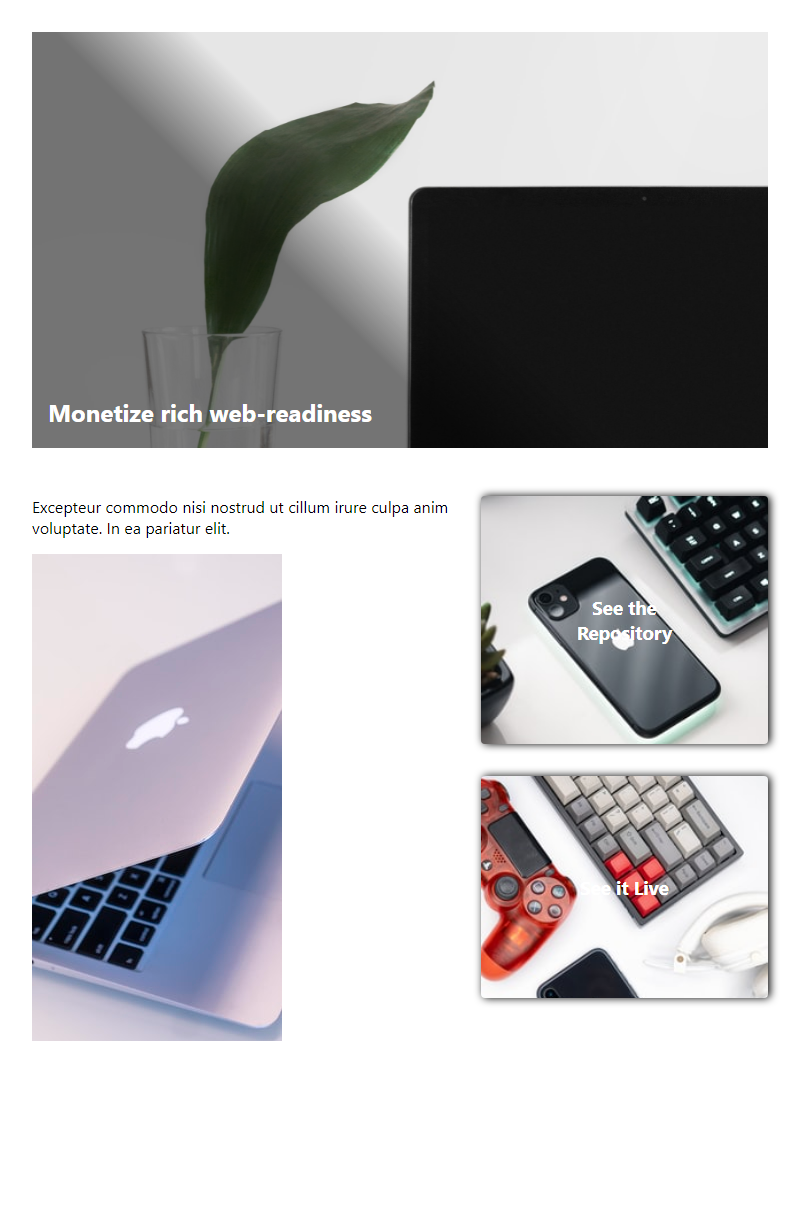 Monetize rich web-readiness
Excepteur commodo nisi nostrud ut cillum irure culpa anim
voluptate. In ea pariatur elit.
See the
Repository
See it Live